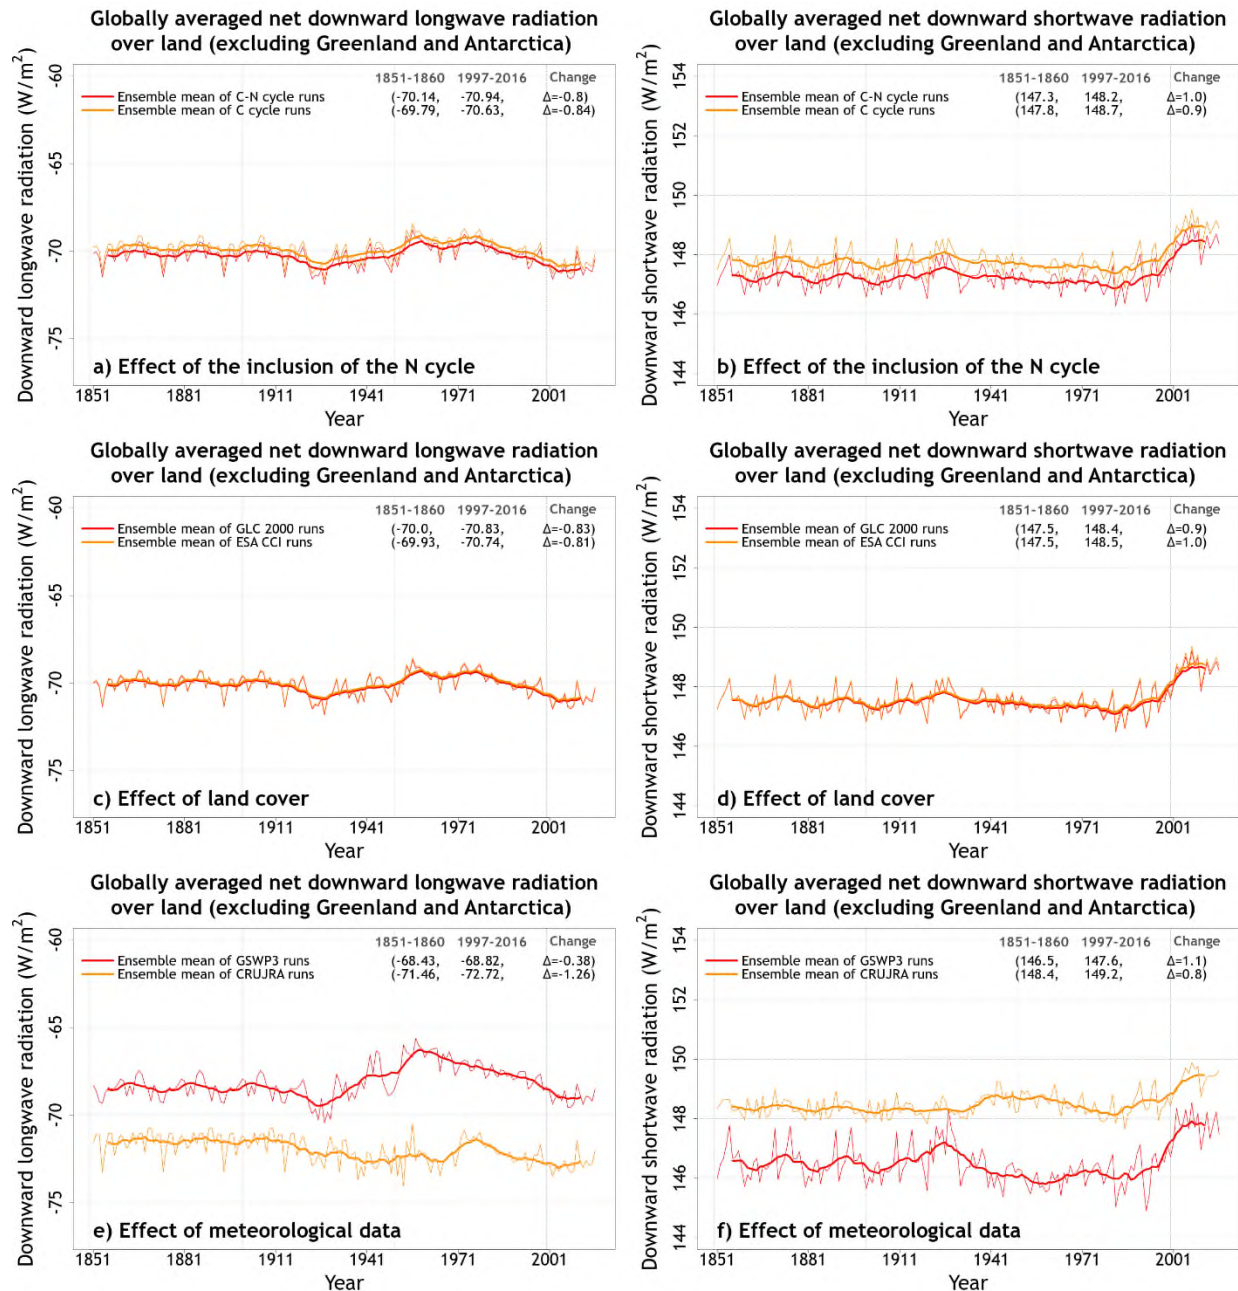 Globally averaged net downward longwave radiation
over land (excluding Greenland and Antarctica)
Downward longwave radiation (W/m²)
-60
-65
-70
-75
1851-1860 1997-2016 Change
Ensemble mean of C-N cycle runs (-70.14, -70.94, Δ=-0.8)
Ensemble mean of C cycle runs (-69.79, -70.63, Δ=-0.84)
a) Effect of the inclusion of the N cycle
1851 1881 1911 1941 1971 2001
Year
Globally averaged net downward shortwave radiation
over land (excluding Greenland and Antarctica)
Downward shortwave radiation (W/m²)
154
152
150
148
146
144
1851-1860 1997-2016 Change
Ensemble mean of C-N cycle runs (147.3, 148.2, Δ=1.0)
Ensemble mean of C cycle runs (147.8, 148.7, Δ=0.9)
b) Effect of the inclusion of the N cycle
1851 1881 1911 1941 1971 2001
Year
Globally averaged net downward longwave radiation
over land (excluding Greenland and Antarctica)
Downward longwave radiation (W/m²)
-60
-65
-70
-75
1851-1860 1997-2016 Change
Ensemble mean of GLC 2000 runs (-70.0, -70.83, Δ=-0.83)
Ensemble mean of ESA CCI runs (-69.93, -70.74, Δ=-0.81)
c) Effect of land cover
1851 1881 1911 1941 1971 2001
Year
Globally averaged net downward shortwave radiation
over land (excluding Greenland and Antarctica)
Downward shortwave radiation (W/m²)
154
152
150
148
146
144
1851-1860 1997-2016 Change
Ensemble mean of GLC 2000 runs (147.5, 148.4, Δ=0.9)
Ensemble mean of ESA CCI runs (147.5, 148.5, Δ=1.0)
d) Effect of land cover
1851 1881 1911 1941 1971 2001
Year
Globally averaged net downward longwave radiation
over land (excluding Greenland and Antarctica)
Downward longwave radiation (W/m²)
-60
-65
-70
-75
1851-1860 1997-2016 Change
Ensemble mean of GSWP3 runs (-68.43, -68.82, Δ=-0.38)
Ensemble mean of CRUJRA runs (-71.46, -72.72, Δ=-1.26)
e) Effect of meteorological data
1851 1881 1911 1941 1971 2001
Year
Globally averaged net downward shortwave radiation
over land (excluding Greenland and Antarctica)
Downward shortwave radiation (W/m²)
154
152
150
148
146
144
1851-1860 1997-2016 Change
Ensemble mean of GSWP3 runs (146.5, 147.6, Δ=1.1)
Ensemble mean of CRUJRA runs (148.4, 149.2, Δ=0.8)
f) Effect of meteorological data
1851 1881 1911 1941 1971 2001
Year